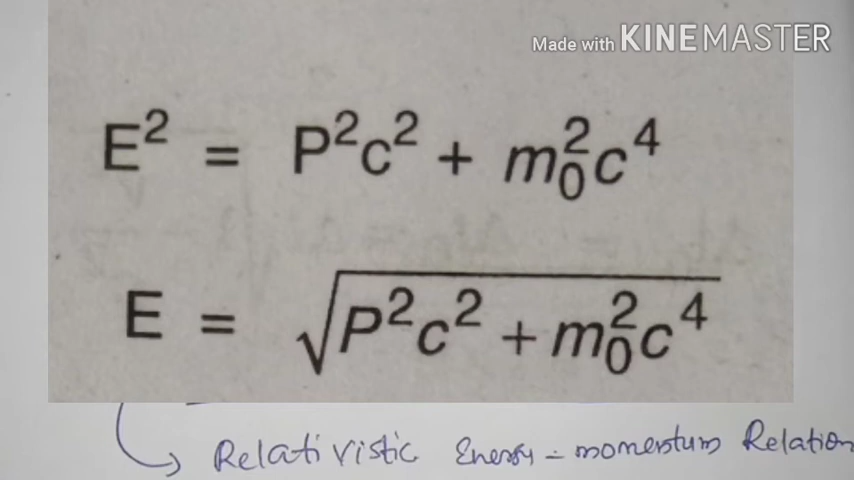 Made with KINEMASTER
E² = P²c² + m₀²c⁴
E = √(P²c² + m₀²c⁴)
Relativistic Energy - momentum Relation